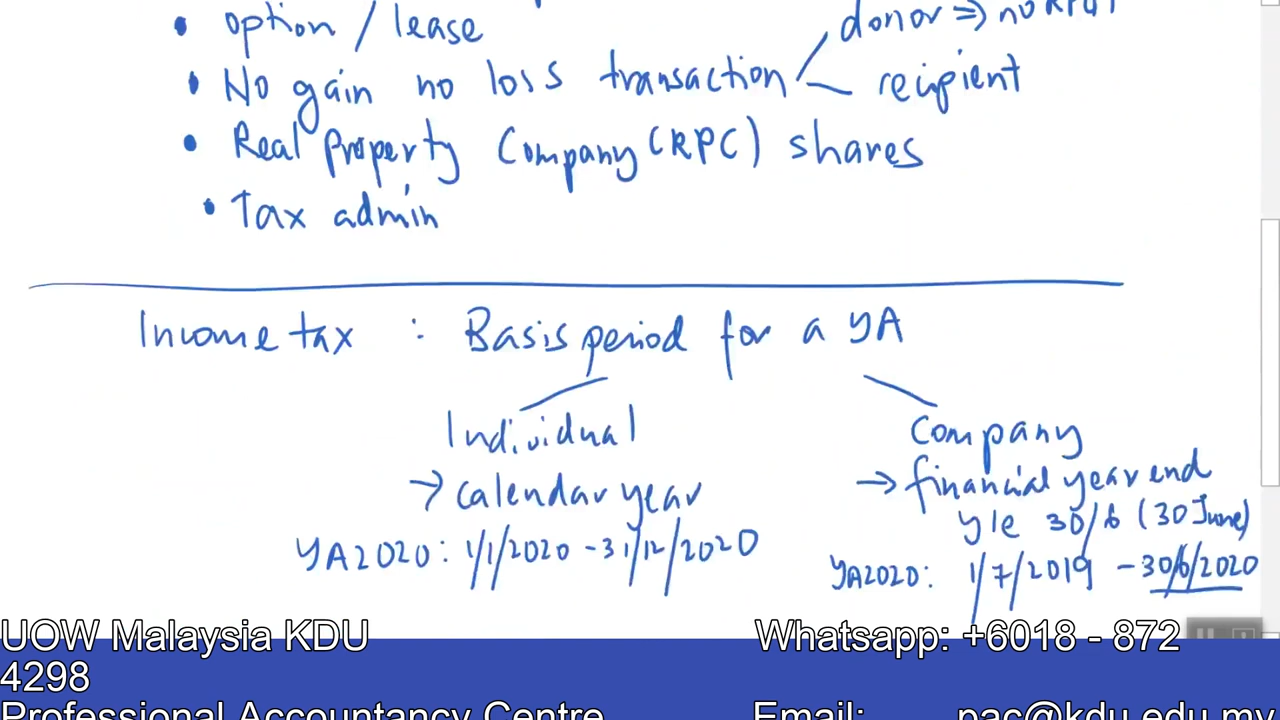 donor => no RPGT
• option / lease
• No gain no loss transaction
recipient
• Real Property Company (RPC) shares
• Tax admin
Income tax : Basis period for a YA
Individual
→ calendar year
YA2020: 1/1/2020 - 31/12/2020
Company
→ financial year end
y/e 30/6 (30 June)
YA2020: 1/7/2019 - 30/6/2020
UOW Malaysia KDU Whatsapp: +6018 - 872
4298
Professional Accountancy Centre Email: pac@kdu.edu.my